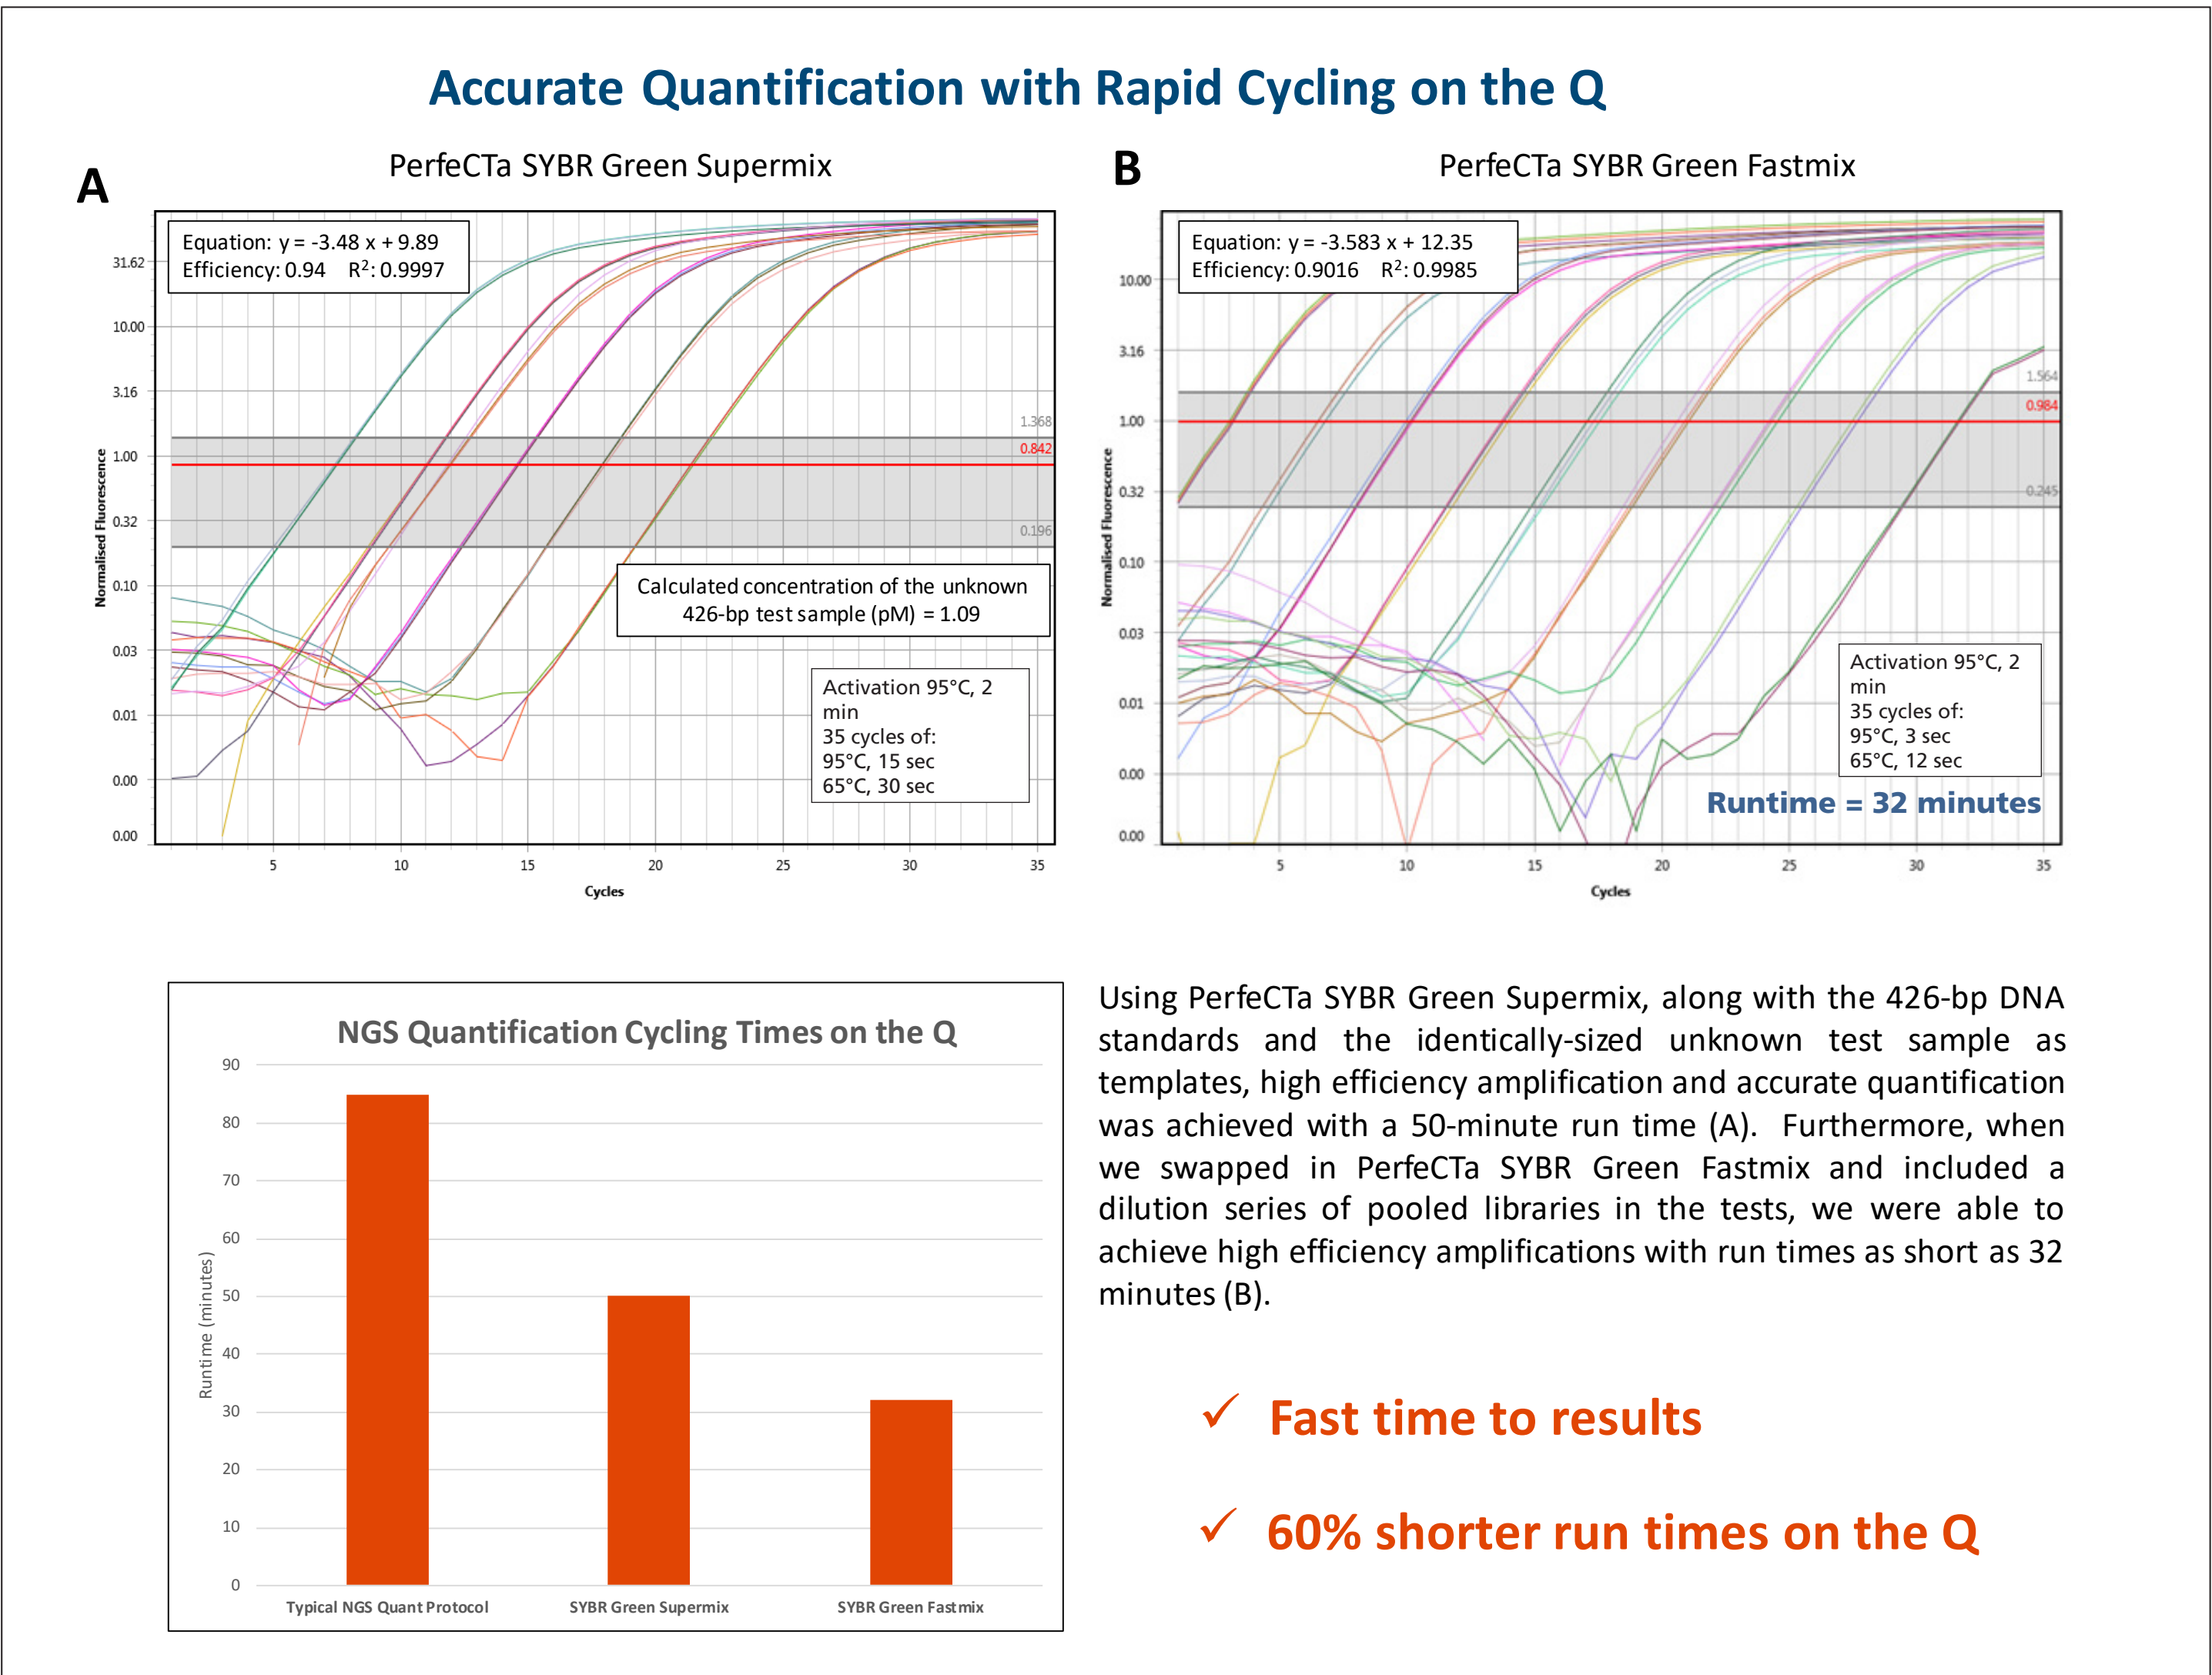 Accurate Quantification with Rapid Cycling on the Q
A
PerfeCTa SYBR Green Supermix
Equation: y = -3.48 x + 9.89
Efficiency: 0.94 R²: 0.9997
31.62
10.00
3.16
1.00
0.32
0.10
0.03
0.01
0.00
0.00
Normalised Fluorescence
1.368
0.842
0.196
Calculated concentration of the unknown
426-bp test sample (pM) = 1.09
Activation 95°C, 2
min
35 cycles of:
95°C, 15 sec
65°C, 30 sec
5 10 15 20 25 30 35
Cycles
B
PerfeCTa SYBR Green Fastmix
Equation: y = -3.583 x + 12.35
Efficiency: 0.9016 R²: 0.9985
10.00
3.16
1.00
0.32
0.10
0.03
0.01
0.00
0.00
Normalised Fluorescence
1.564
0.984
0.245
Activation 95°C, 2
min
35 cycles of:
95°C, 3 sec
65°C, 12 sec
Runtime = 32 minutes
5 10 15 20 25 30 35
Cycles
NGS Quantification Cycling Times on the Q
90
80
70
60
50
40
30
20
10
0
Runtime (minutes)
Typical NGS Quant Protocol SYBR Green Supermix SYBR Green Fastmix
Using PerfeCTa SYBR Green Supermix, along with the 426-bp DNA
standards and the identically-sized unknown test sample as
templates, high efficiency amplification and accurate quantification
was achieved with a 50-minute run time (A). Furthermore, when
we swapped in PerfeCTa SYBR Green Fastmix and included a
dilution series of pooled libraries in the tests, we were able to
achieve high efficiency amplifications with run times as short as 32
minutes (B).
✓ Fast time to results
✓ 60% shorter run times on the Q